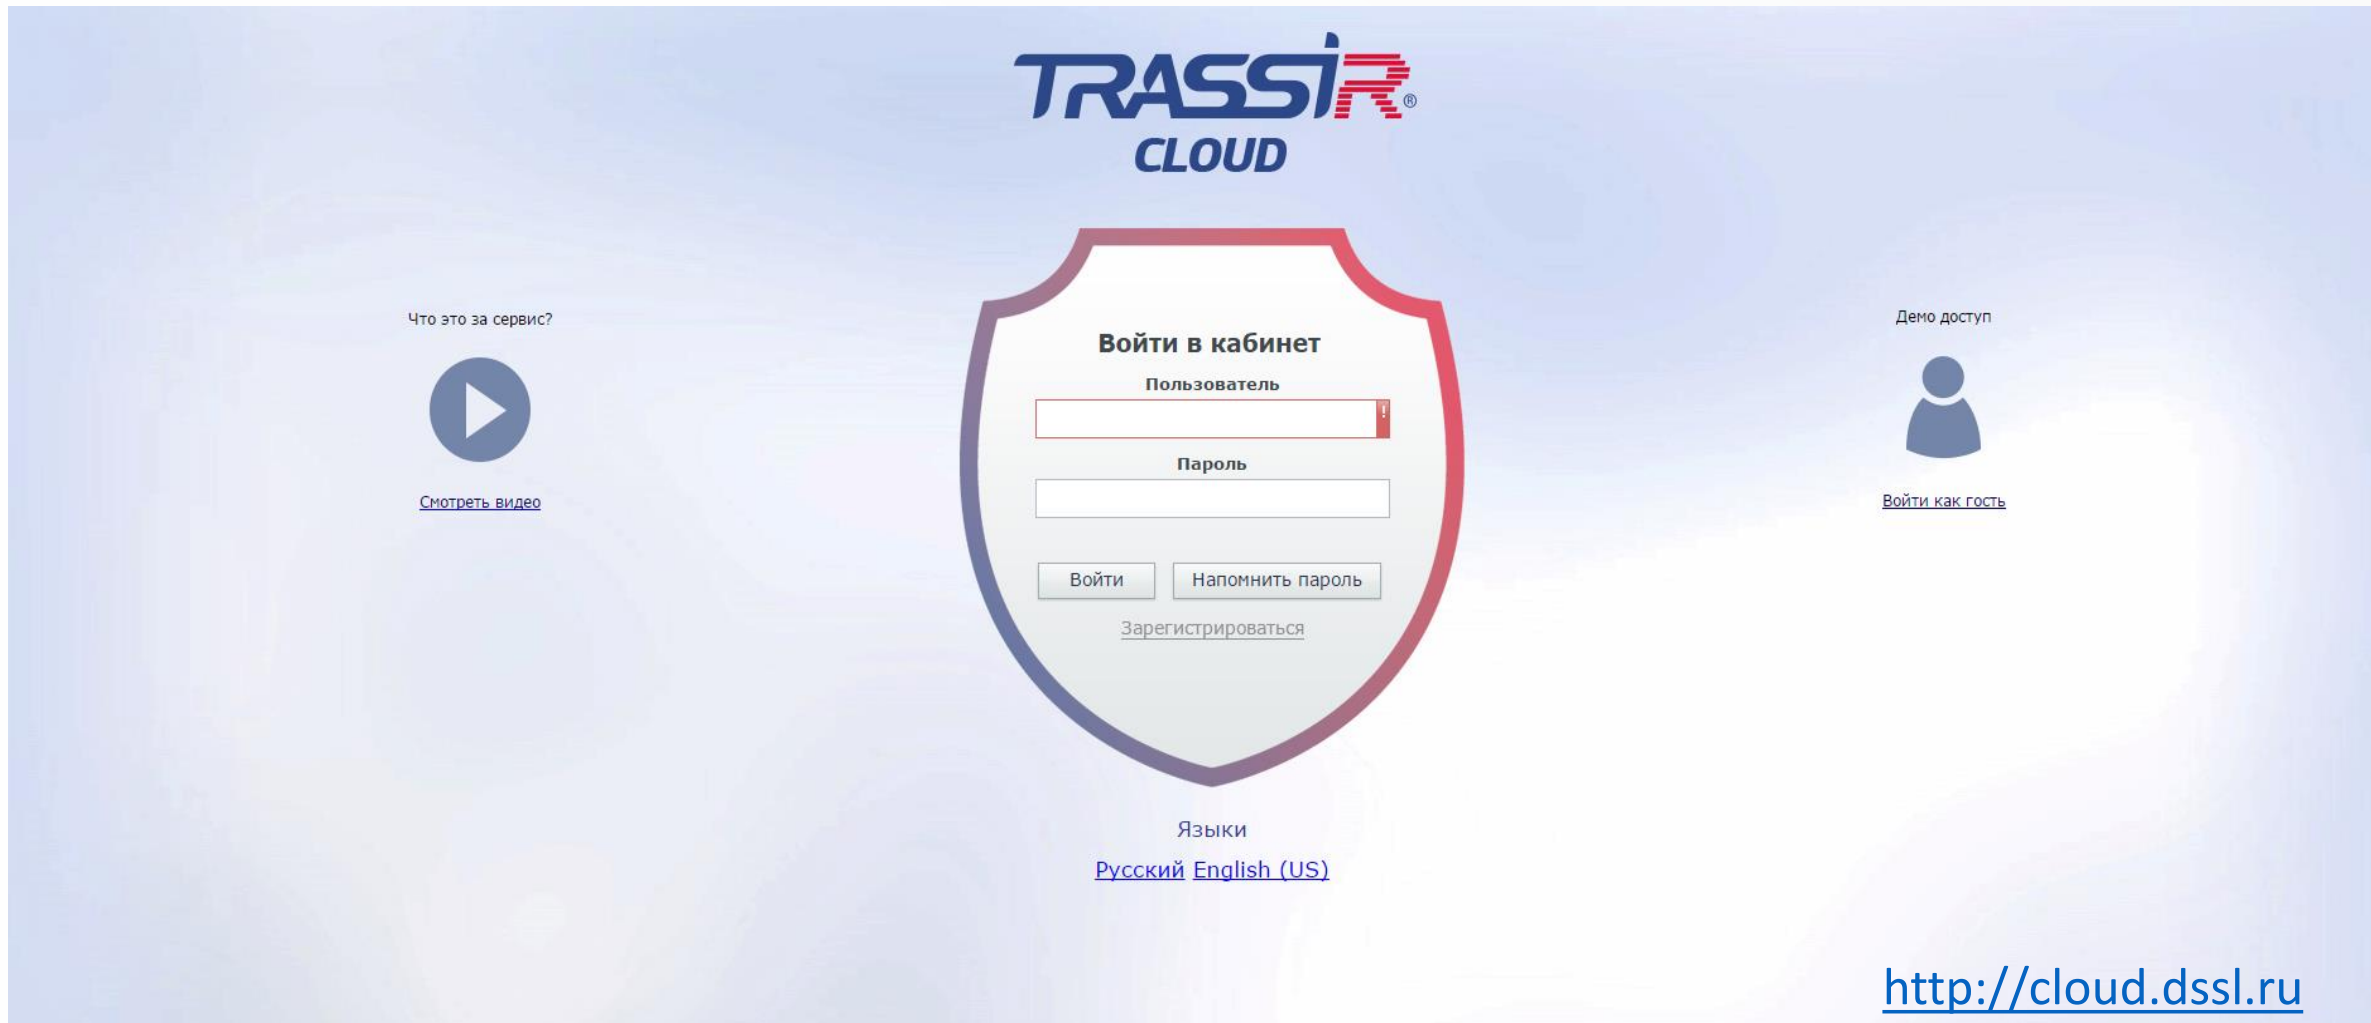 TRASSIR®
CLOUD
Что это за сервис?
Смотреть видео
Войти в кабинет
Пользователь
!
Пароль
Войти Напомнить пароль
Зарегистрироваться
Демо доступ
Войти как гость
Языки
Русский English (US)
http://cloud.dssl.ru